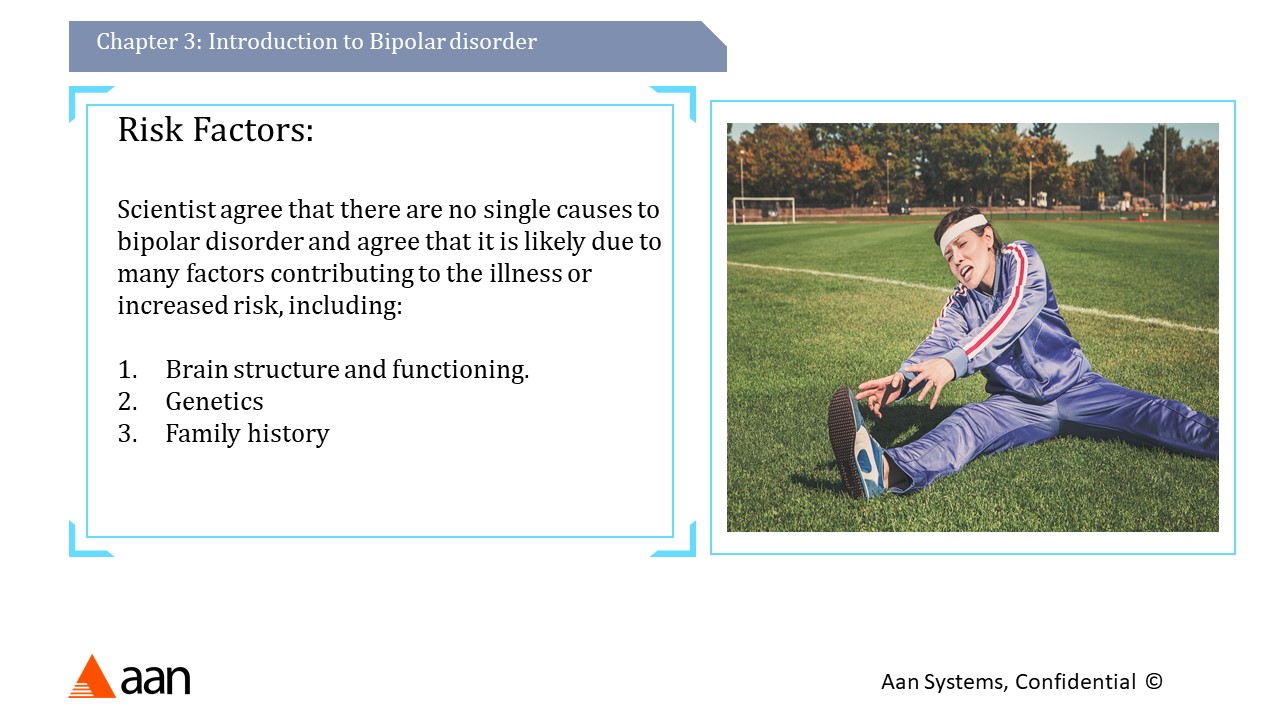 Chapter 3: Introduction to Bipolar disorder
Risk Factors:
Scientist agree that there are no single causes to
bipolar disorder and agree that it is likely due to
many factors contributing to the illness or
increased risk, including:
1. Brain structure and functioning.
2. Genetics
3. Family history
aan
Aan Systems, Confidential ©